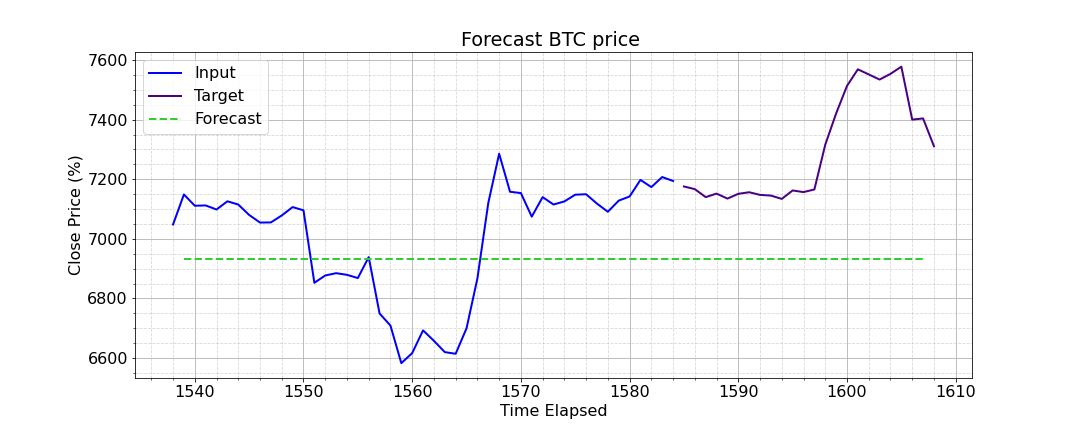 Forecast BTC price
Input
Target
Forecast
Close Price (%)
7600
7400
7200
7000
6800
6600
1540 1550 1560 1570 1580 1590 1600 1610
Time Elapsed